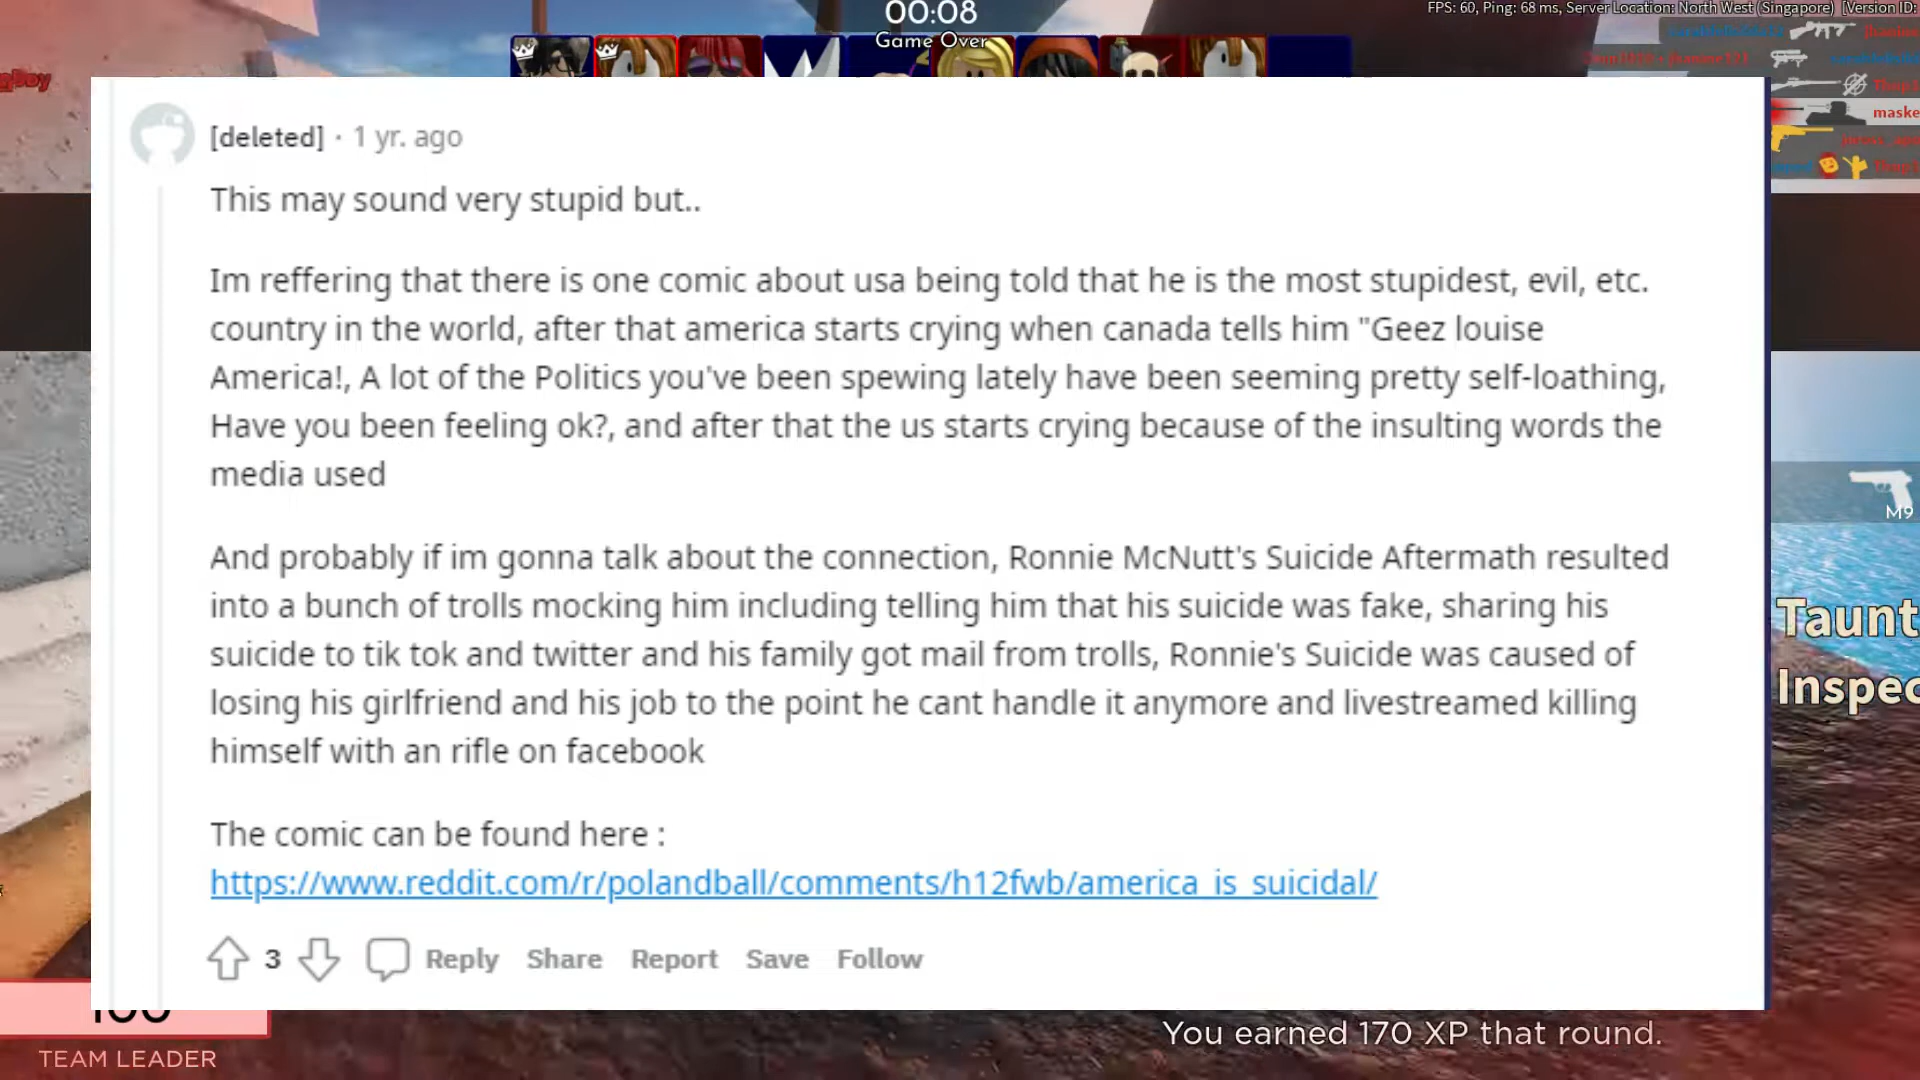 00:08
Game Over
FPS: 60, Ping: 68 ms, Server Location: North West (Singapore) [Version ID:
maske
[deleted] · 1 yr. ago
This may sound very stupid but..
Im reffering that there is one comic about usa being told that he is the most stupidest, evil, etc.
country in the world, after that america starts crying when canada tells him "Geez louise
America!, A lot of the Politics you've been spewing lately have been seeming pretty self-loathing,
Have you been feeling ok?, and after that the us starts crying because of the insulting words the
media used
And probably if im gonna talk about the connection, Ronnie McNutt's Suicide Aftermath resulted
into a bunch of trolls mocking him including telling him that his suicide was fake, sharing his
suicide to tik tok and twitter and his family got mail from trolls, Ronnie's Suicide was caused of
losing his girlfriend and his job to the point he cant handle it anymore and livestreamed killing
himself with an rifle on facebook
The comic can be found here :
https://www.reddit.com/r/polandball/comments/h12fwb/america_is_suicidal/
3 Reply Share Report Save Follow
M9
Taunt
Inspec
100
TEAM LEADER
You earned 170 XP that round.